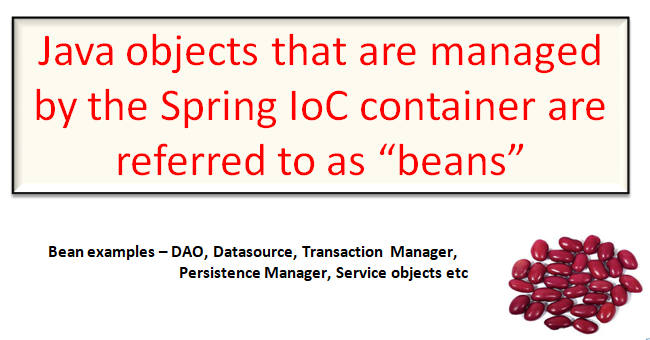 Java objects that are managed
by the Spring IoC container are
referred to as “beans”
Bean examples – DAO, Datasource, Transaction Manager,
Persistence Manager, Service objects etc